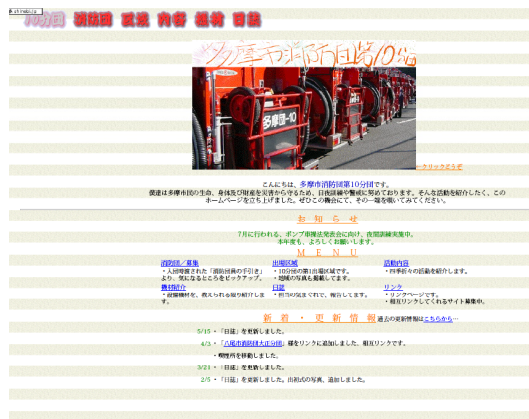 10分団 消防団 区域 内容 機材 日誌
多摩市消防団第10分
多摩団-10
←クリックどうぞ
こんにちは、多摩市消防団第10分団です。
僕達は多摩市民の生命、身体及び財産を災害から守るため、日夜訓練や警戒に努めております。そんな活動を紹介したく、この
ホームページを立ち上げました。ぜひこの機会にて、その一端を覗いてみてください。
お 知 ら せ
7月に行われる、ポンプ車操法発表会に向け、夜間訓練実施中。
本年度も、よろしくお願いします。
M E N U
消防団/募集 出場区域 活動内容
・入団時渡された「消防団員の手引き」 ・10分団の第1出場区域です。 ・四季折々の活動を紹介します。
より、気になるところをピックアップ。 ・地域の写真も掲載してます。
機材紹介 日誌 リンク
・設備機材を、教えられる限り紹介しま ・担当の気まぐれで、報告してます。 ・リンクページです。
す。 ・相互リンクしてくれるサイト募集中。
新 着 ・ 更 新 情 報 過去の更新情報はこちらから…
5/15 ・「日誌」を更新しました。
4/3 ・「八尾市消防団大正分団」様をリンクに追加しました、相互リンクです。
・喫煙所を移動しました。
3/21 ・「日誌」を更新しました。
2/5 ・「日誌」を更新しました。出初式の写真、追加しました。